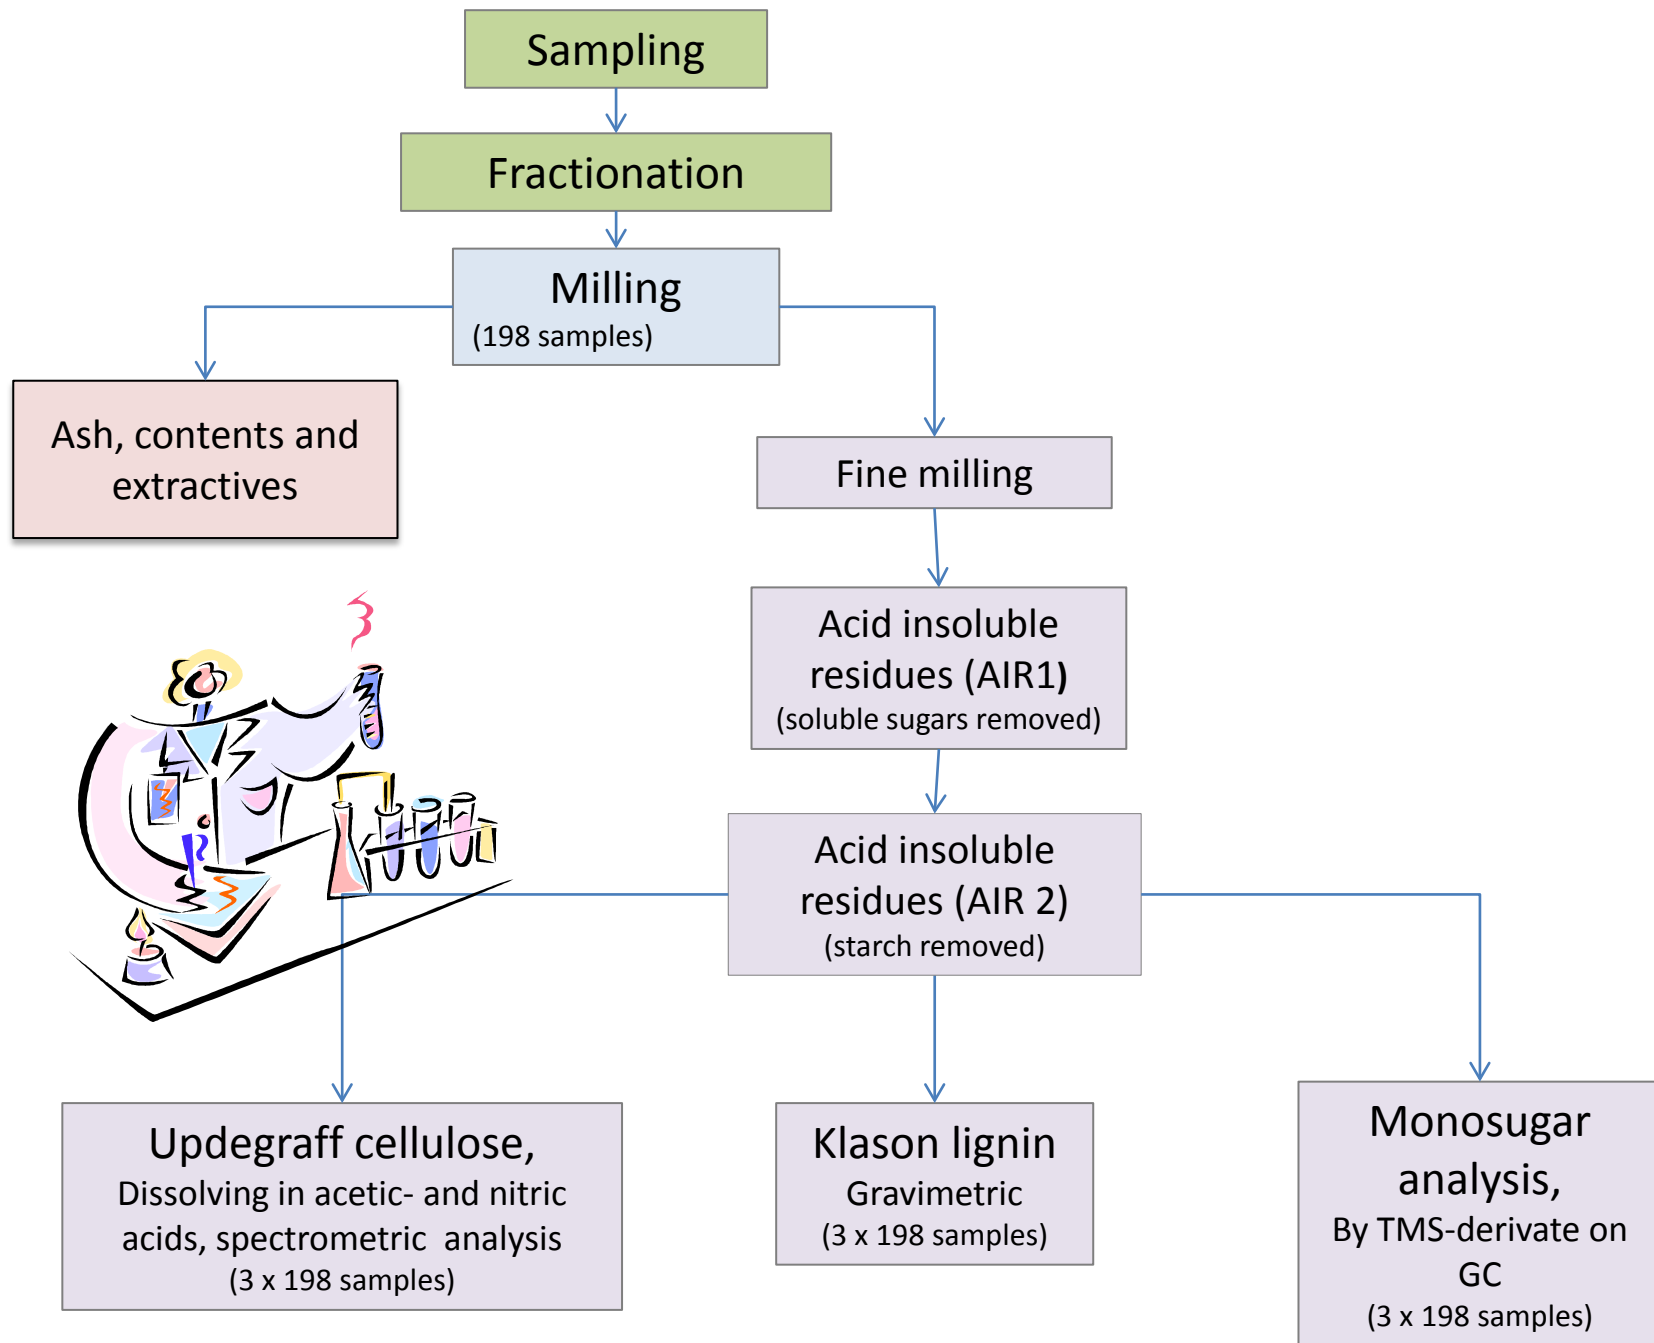 Sampling
Fractionation
Milling
(198 samples)
Ash, contents and
extractives
Fine milling
Acid insoluble
residues (AIR1)
(soluble sugars removed)
Acid insoluble
residues (AIR 2)
(starch removed)
Updegraff cellulose,
Dissolving in acetic- and nitric
acids, spectrometric analysis
(3 x 198 samples)
Klason lignin
Gravimetric
(3 x 198 samples)
Monosugar
analysis,
By TMS-derivate on
GC
(3 x 198 samples)